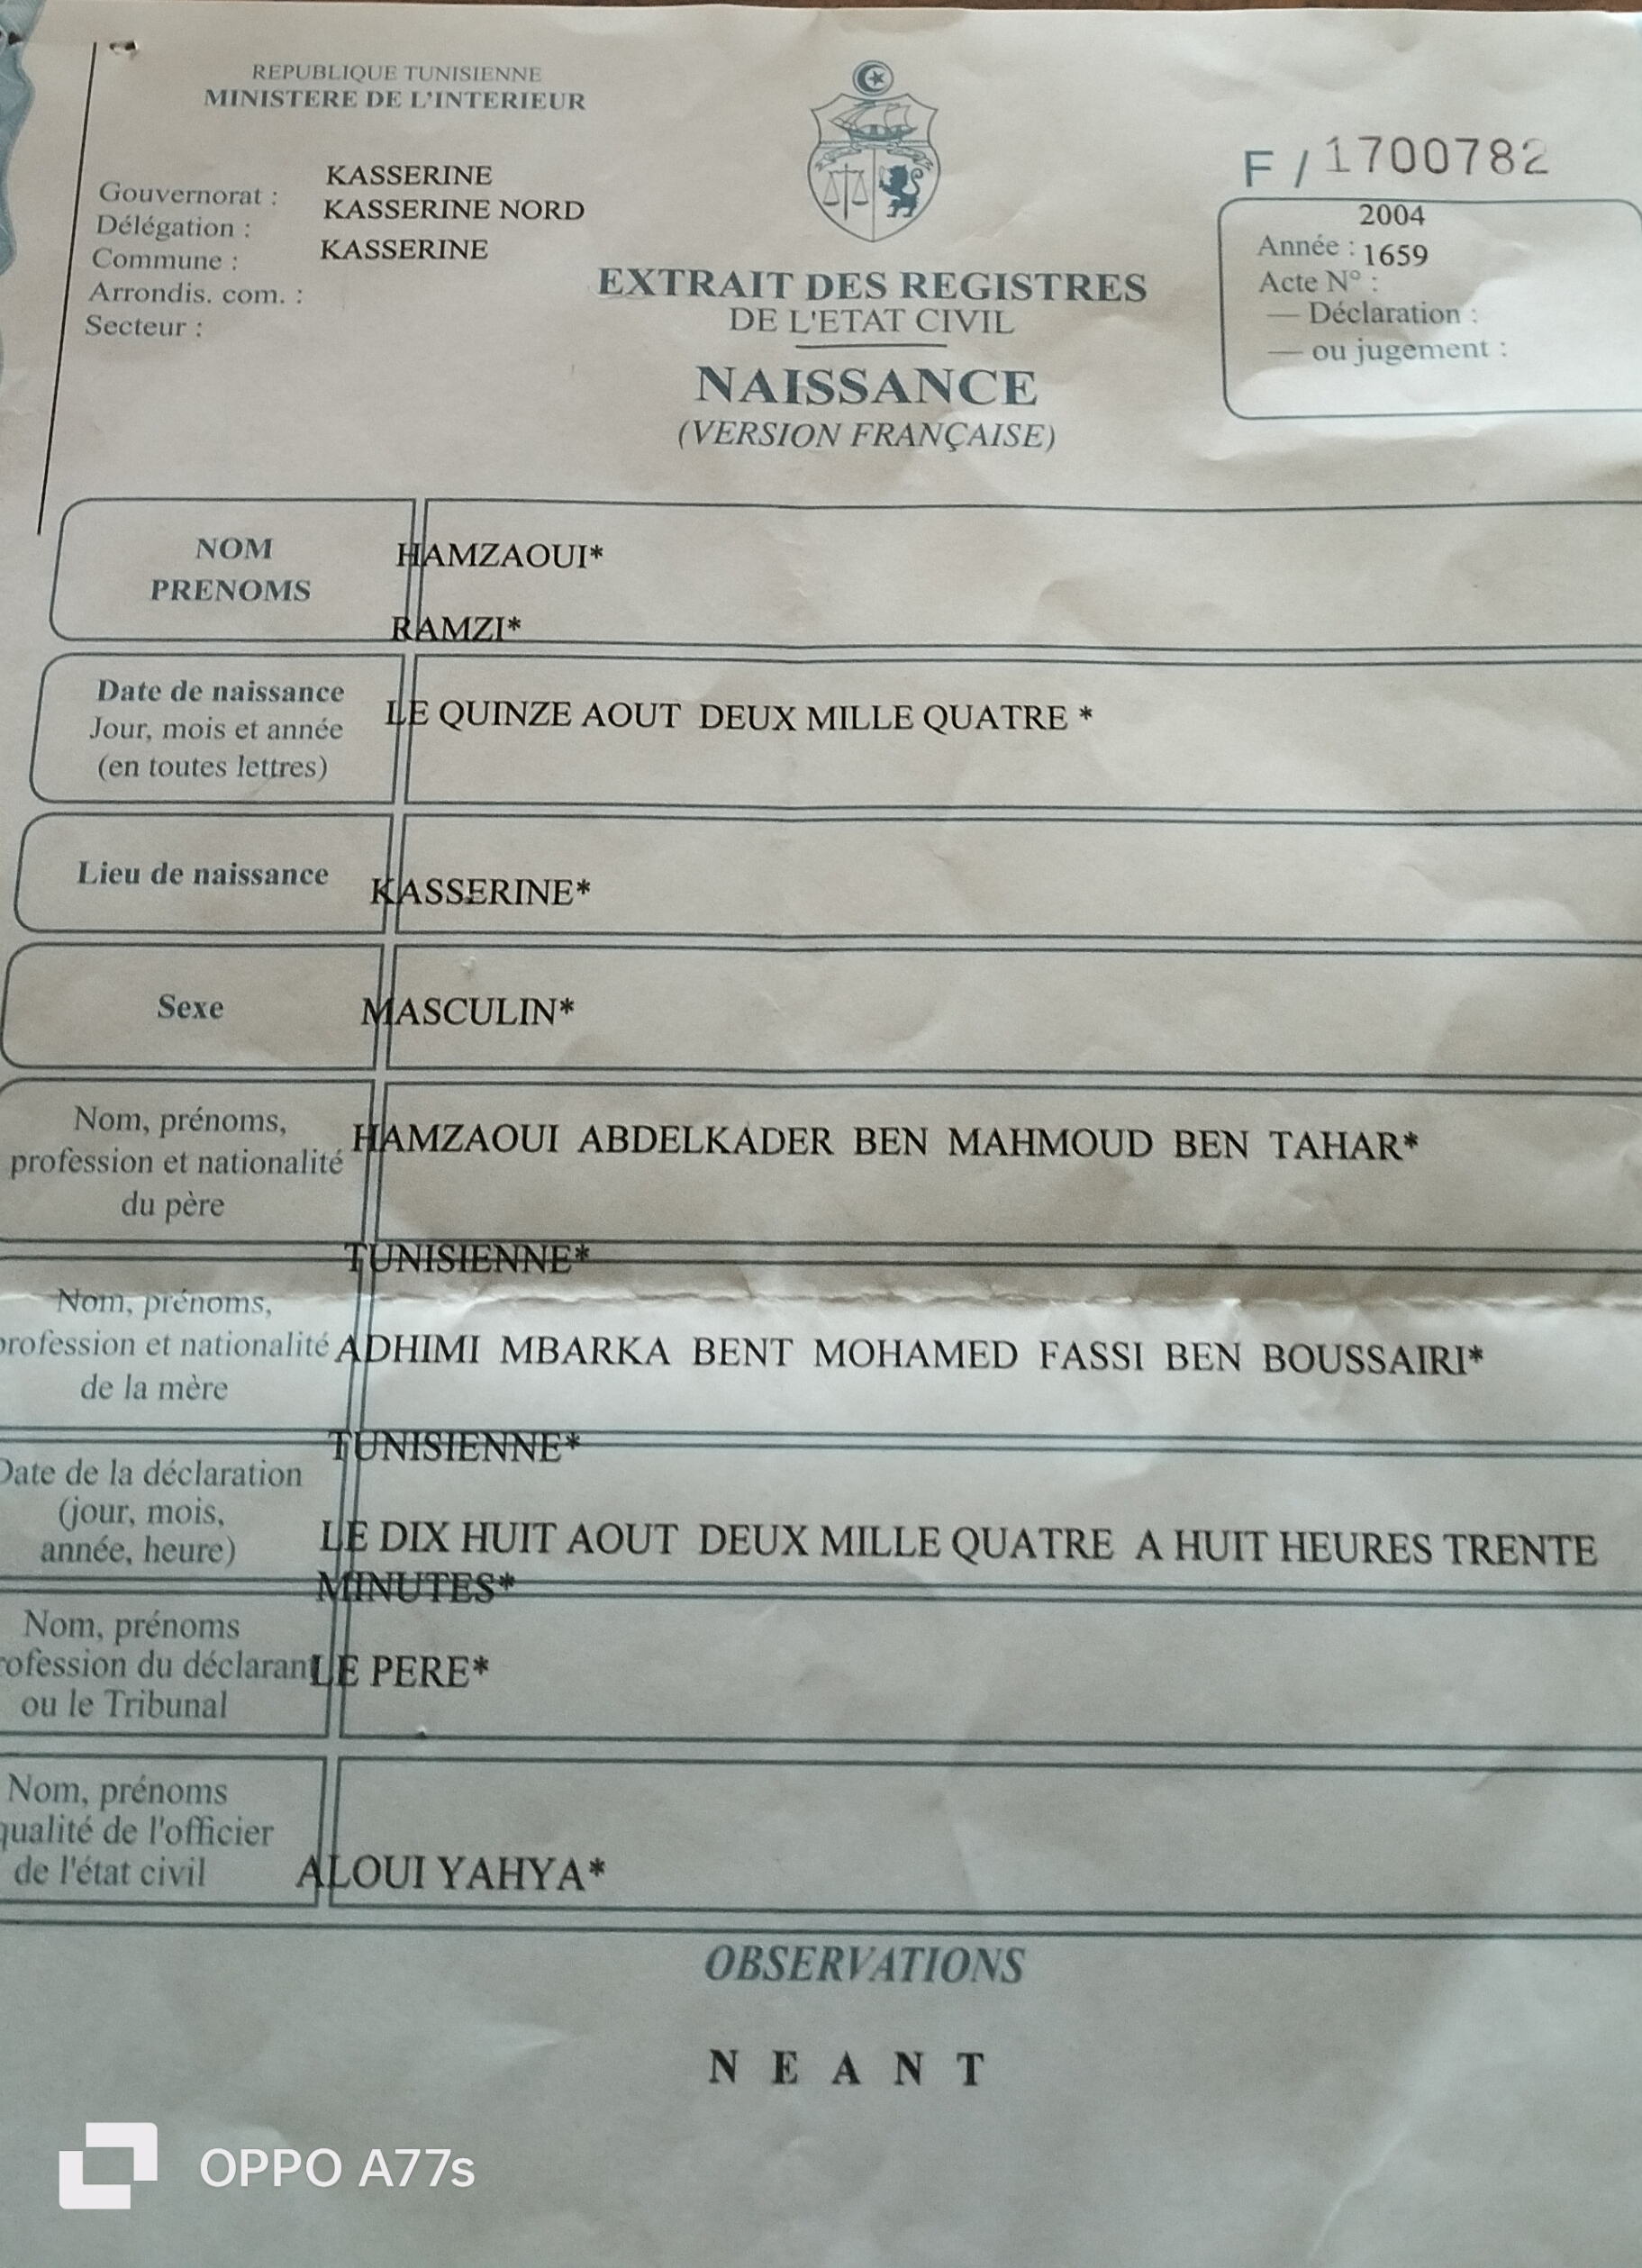 REPUBLIQUE TUNISIENNE
MINISTERE DE L'INTERIEUR
F / 1700782
Gouvernorat : KASSERINE
Délégation : KASSERINE NORD
Commune : KASSERINE
Arrondis. com. :
Secteur :
2004
Année : 1659
Acte N° :
— Déclaration :
— ou jugement :
EXTRAIT DES REGISTRES
DE L'ETAT CIVIL
NAISSANCE
(VERSION FRANÇAISE)
NOM HAMZAOUI*
PRENOMS
RAMZI*
Date de naissance
Jour, mois et année LE QUINZE AOUT DEUX MILLE QUATRE *
(en toutes lettres)
Lieu de naissance KASSERINE*
Sexe MASCULIN*
Nom, prénoms,
profession et nationalité HAMZAOUI ABDELKADER BEN MAHMOUD BEN TAHAR*
du père
TUNISIENNE*
Nom, prénoms,
profession et nationalité ADHIMI MBARKA BENT MOHAMED FASSI BEN BOUSSAIRI*
de la mère
TUNISIENNE*
Date de la déclaration
(jour, mois,
année, heure) LE DIX HUIT AOUT DEUX MILLE QUATRE A HUIT HEURES TRENTE
MINUTES*
Nom, prénoms
rofession du déclarant LE PERE*
ou le Tribunal
Nom, prénoms
qualité de l'officier
de l'état civil ALOUI YAHYA*
OBSERVATIONS
N E A N T
OPPO A77s